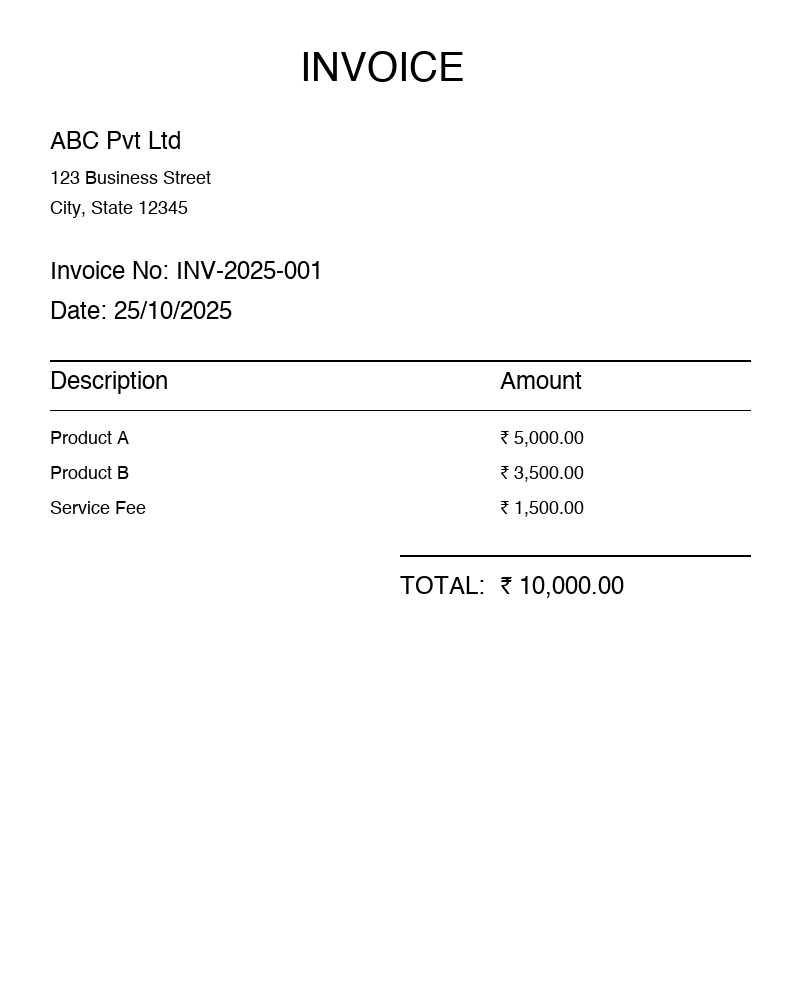 INVOICE
ABC Pvt Ltd
123 Business Street
City, State 12345
Invoice No: INV-2025-001
Date: 25/10/2025
Description Amount
Product A ₹ 5,000.00
Product B ₹ 3,500.00
Service Fee ₹ 1,500.00
TOTAL: ₹ 10,000.00